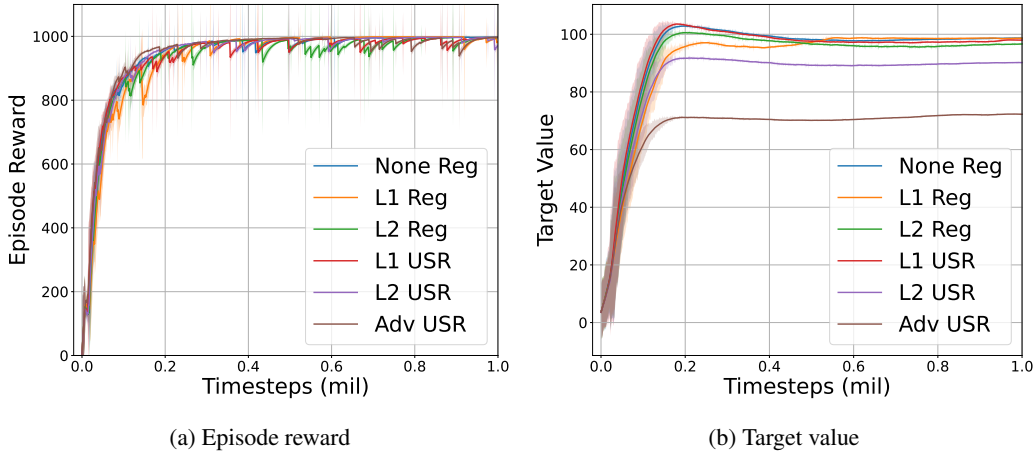 1000
800
600
400
200
0
Episode Reward
None Reg
L1 Reg
L2 Reg
L1 USR
L2 USR
Adv USR
0.0 0.2 0.4 0.6 0.8 1.0
Timesteps (mil)
(a) Episode reward
100
80
60
40
20
0
Target Value
None Reg
L1 Reg
L2 Reg
L1 USR
L2 USR
Adv USR
0.0 0.2 0.4 0.6 0.8 1.0
Timesteps (mil)
(b) Target value